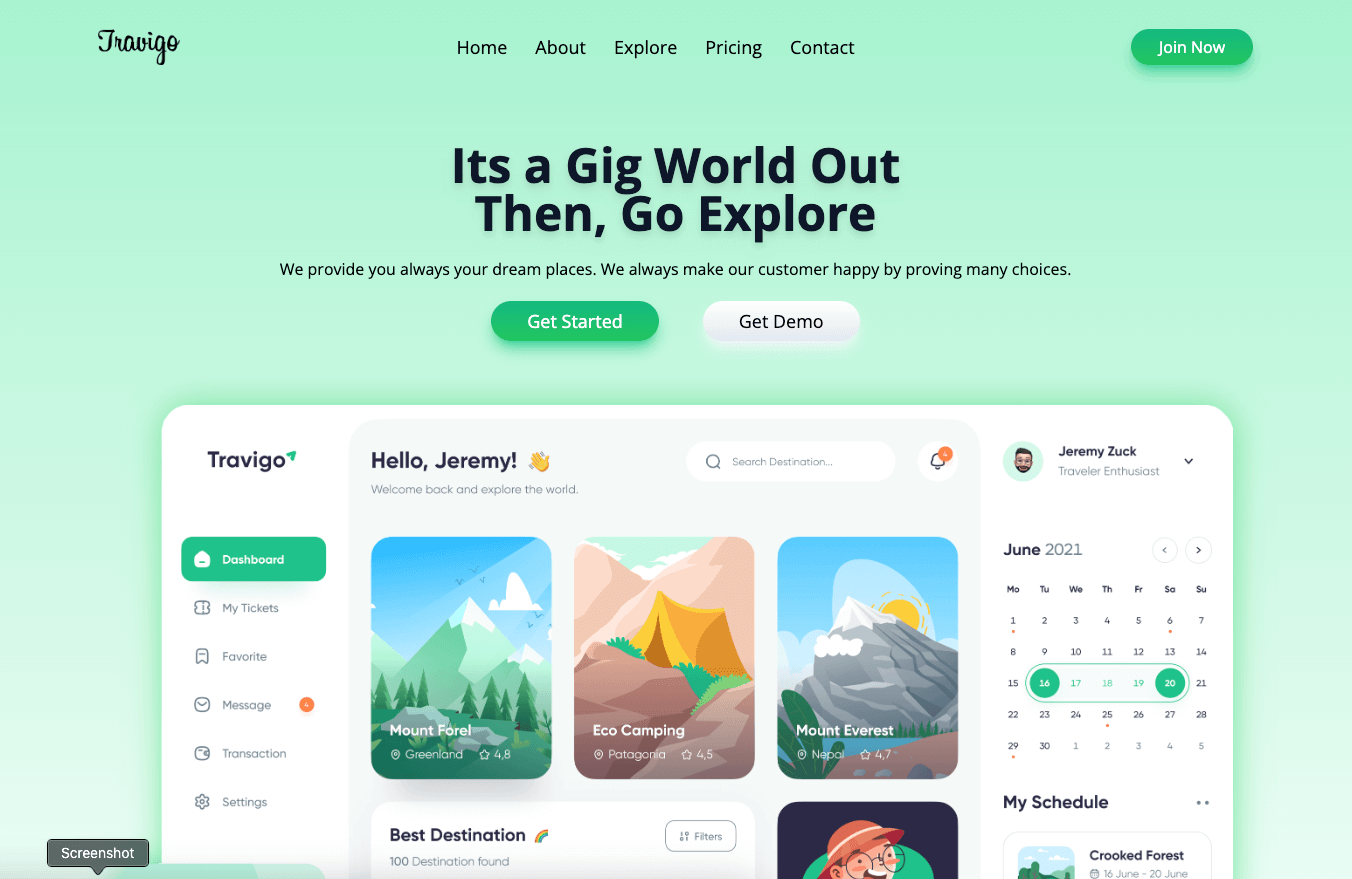 Travigo
Home About Explore Pricing Contact
Join Now
Its a Gig World Out
Then, Go Explore
We provide you always your dream places. We always make our customer happy by proving many choices.
Get Started Get Demo
Travigo
Dashboard
My Tickets
Favorite
Message 4
Transaction
Settings
Screenshot
Hello, Jeremy! 👋
Welcome back and explore the world.
Search Destination...
4
Mount Forel
Greenland 4,8
Eco Camping
Patagonia 4,5
Mount Everest
Nepal 4,7
Best Destination 🌈
100 Destination found
Filters
Jeremy Zuck
Traveler Enthusiast
June 2021
< >
Mo Tu We Th Fr Sa Su
1 2 3 4 5 6 7
8 9 10 11 12 13 14
15 16 17 18 19 20 21
22 23 24 25 26 27 28
29 30 1 2 3 4 5
My Schedule
Crooked Forest
16 June - 20 June